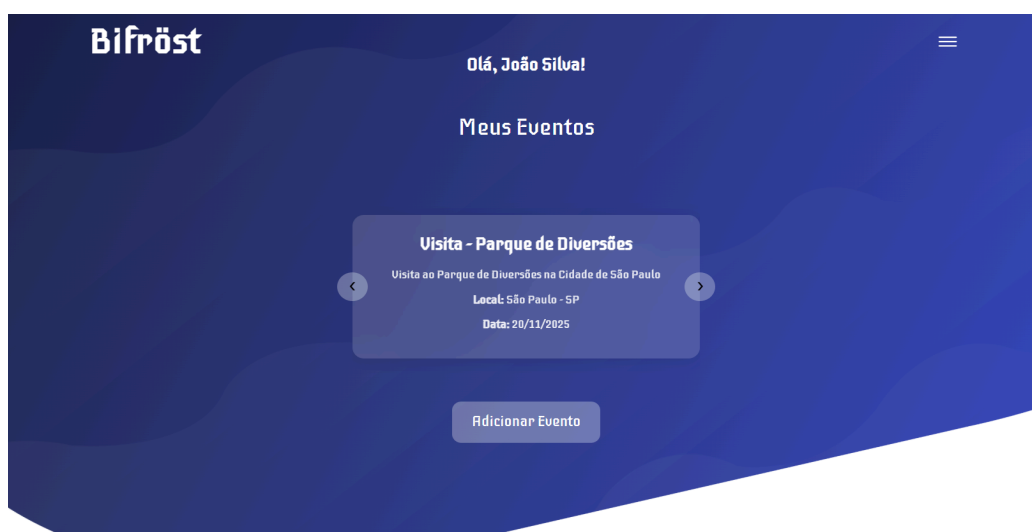 Bifröst
Olá, João Silva!
Meus Eventos
Visita - Parque de Diversões
Visita ao Parque de Diversões na Cidade de São Paulo
Local: São Paulo - SP
Data: 20/11/2025
Adicionar Evento